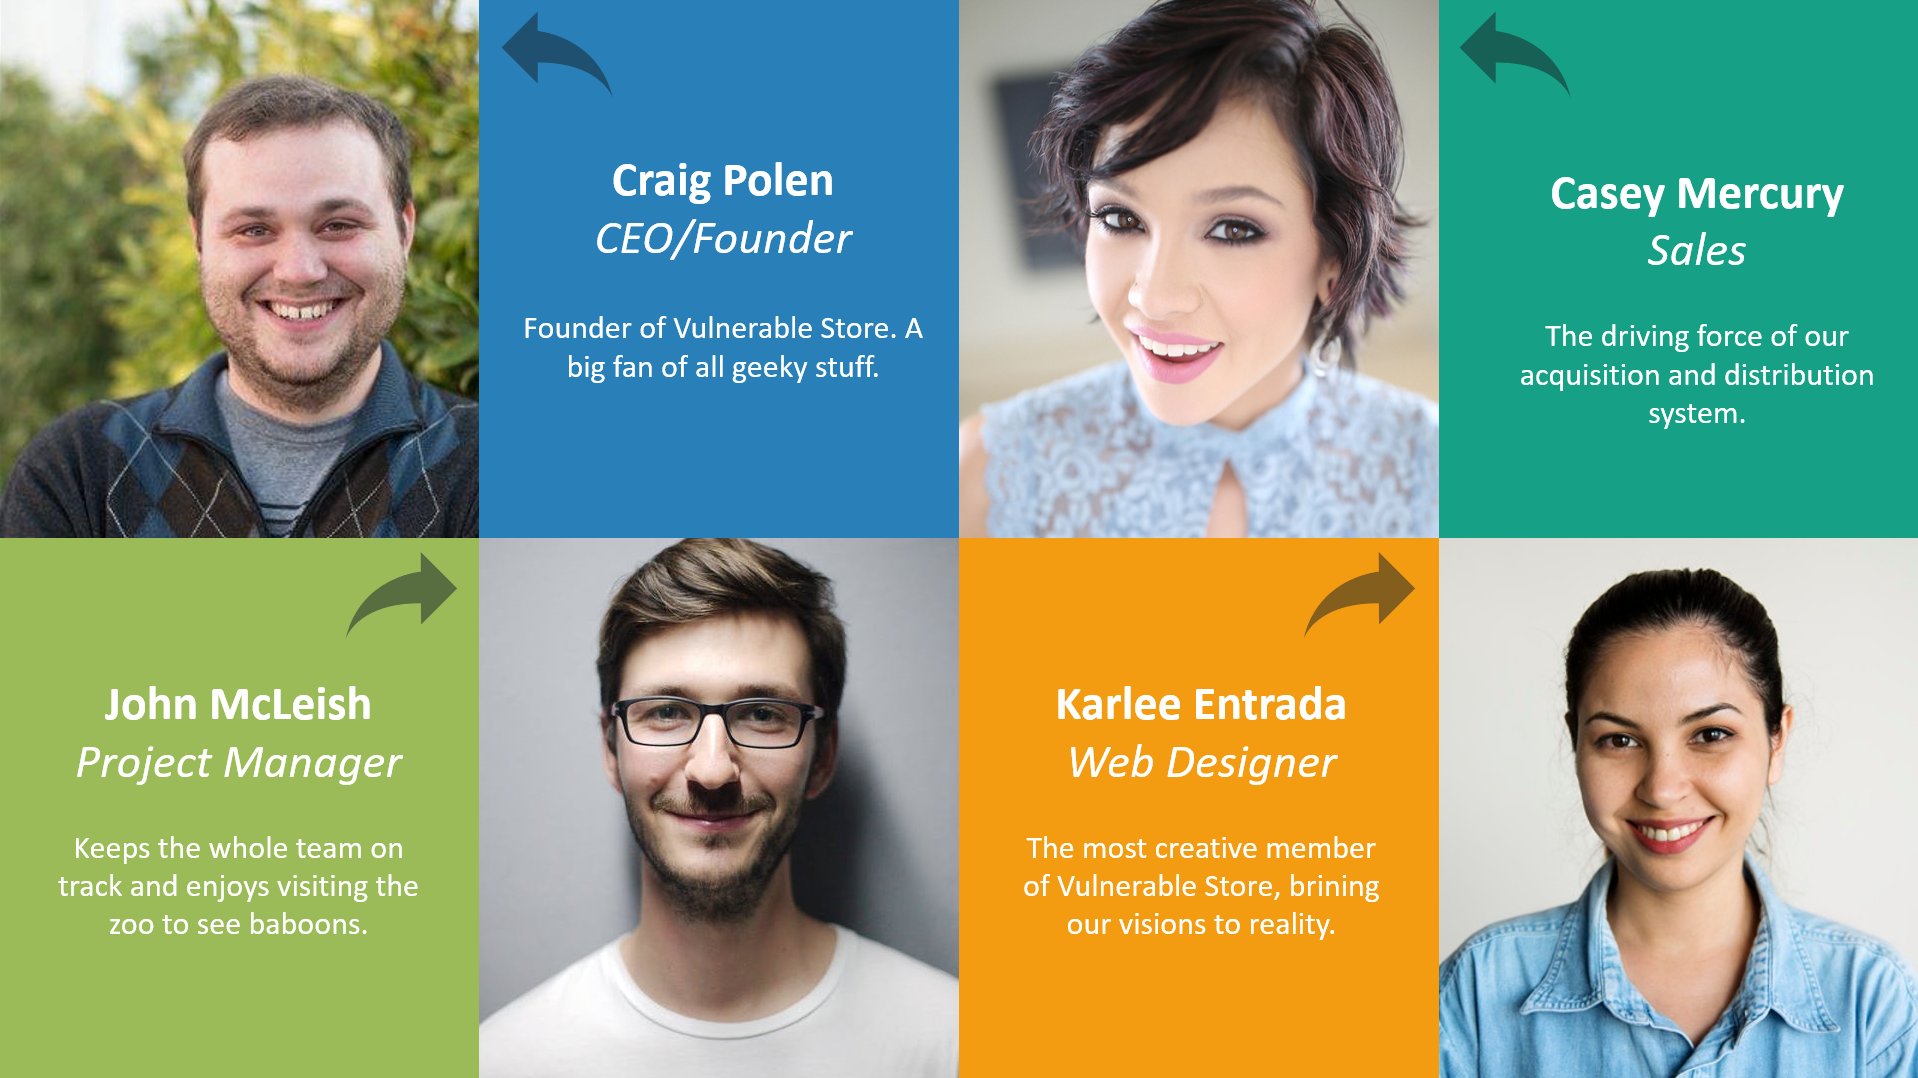 Craig Polen
CEO/Founder
Founder of Vulnerable Store. A
big fan of all geeky stuff.
Casey Mercury
Sales
The driving force of our
acquisition and distribution
system.
John McLeish
Project Manager
Keeps the whole team on
track and enjoys visiting the
zoo to see baboons.
Karlee Entrada
Web Designer
The most creative member
of Vulnerable Store, brining
our visions to reality.